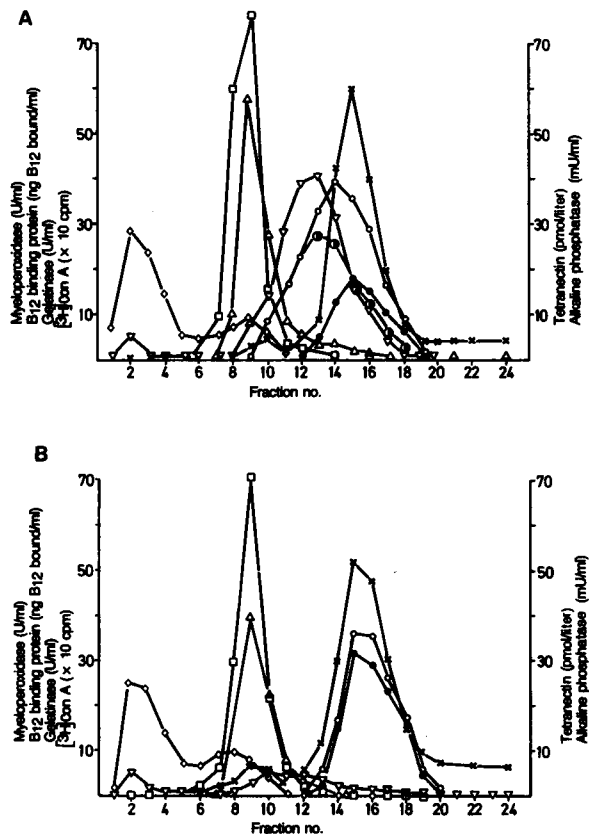 A
Myeloperoxidase (U/ml)
B12 binding protein (ng B12 bound/ml)
Gelatinase (U/ml)
[3H]Con A (× 10 cpm)
70
50
30
10
70
50
30
10
Tetranectin (pmol/liter)
Alkaline phosphatase (mU/ml)
2 4 6 8 10 12 14 16 18 20 22 24
Fraction no.
B
Myeloperoxidase (U/ml)
B12 binding protein (ng B12 bound/ml)
Gelatinase (U/ml)
[3H]Con A (× 10 cpm)
70
50
30
10
70
50
30
10
Tetranectin (pmol/liter)
Alkaline phosphatase (mU/ml)
2 4 6 8 10 12 14 16 18 20 22 24
Fraction no.